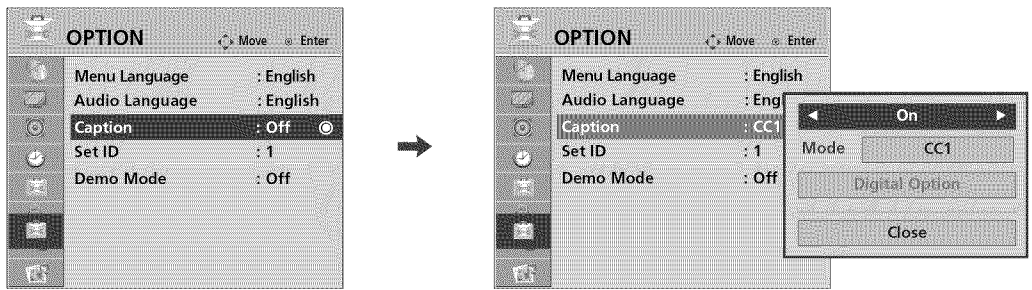 OPTION Move Enter
Menu Language : English
Audio Language : English
Caption : Off
Set ID : 1
Demo Mode : Off
OPTION Move Enter
Menu Language : English
Audio Language : Eng
Caption : CC1
Set ID : 1
Demo Mode : Off
On
Mode CC1
Digital Option
Close